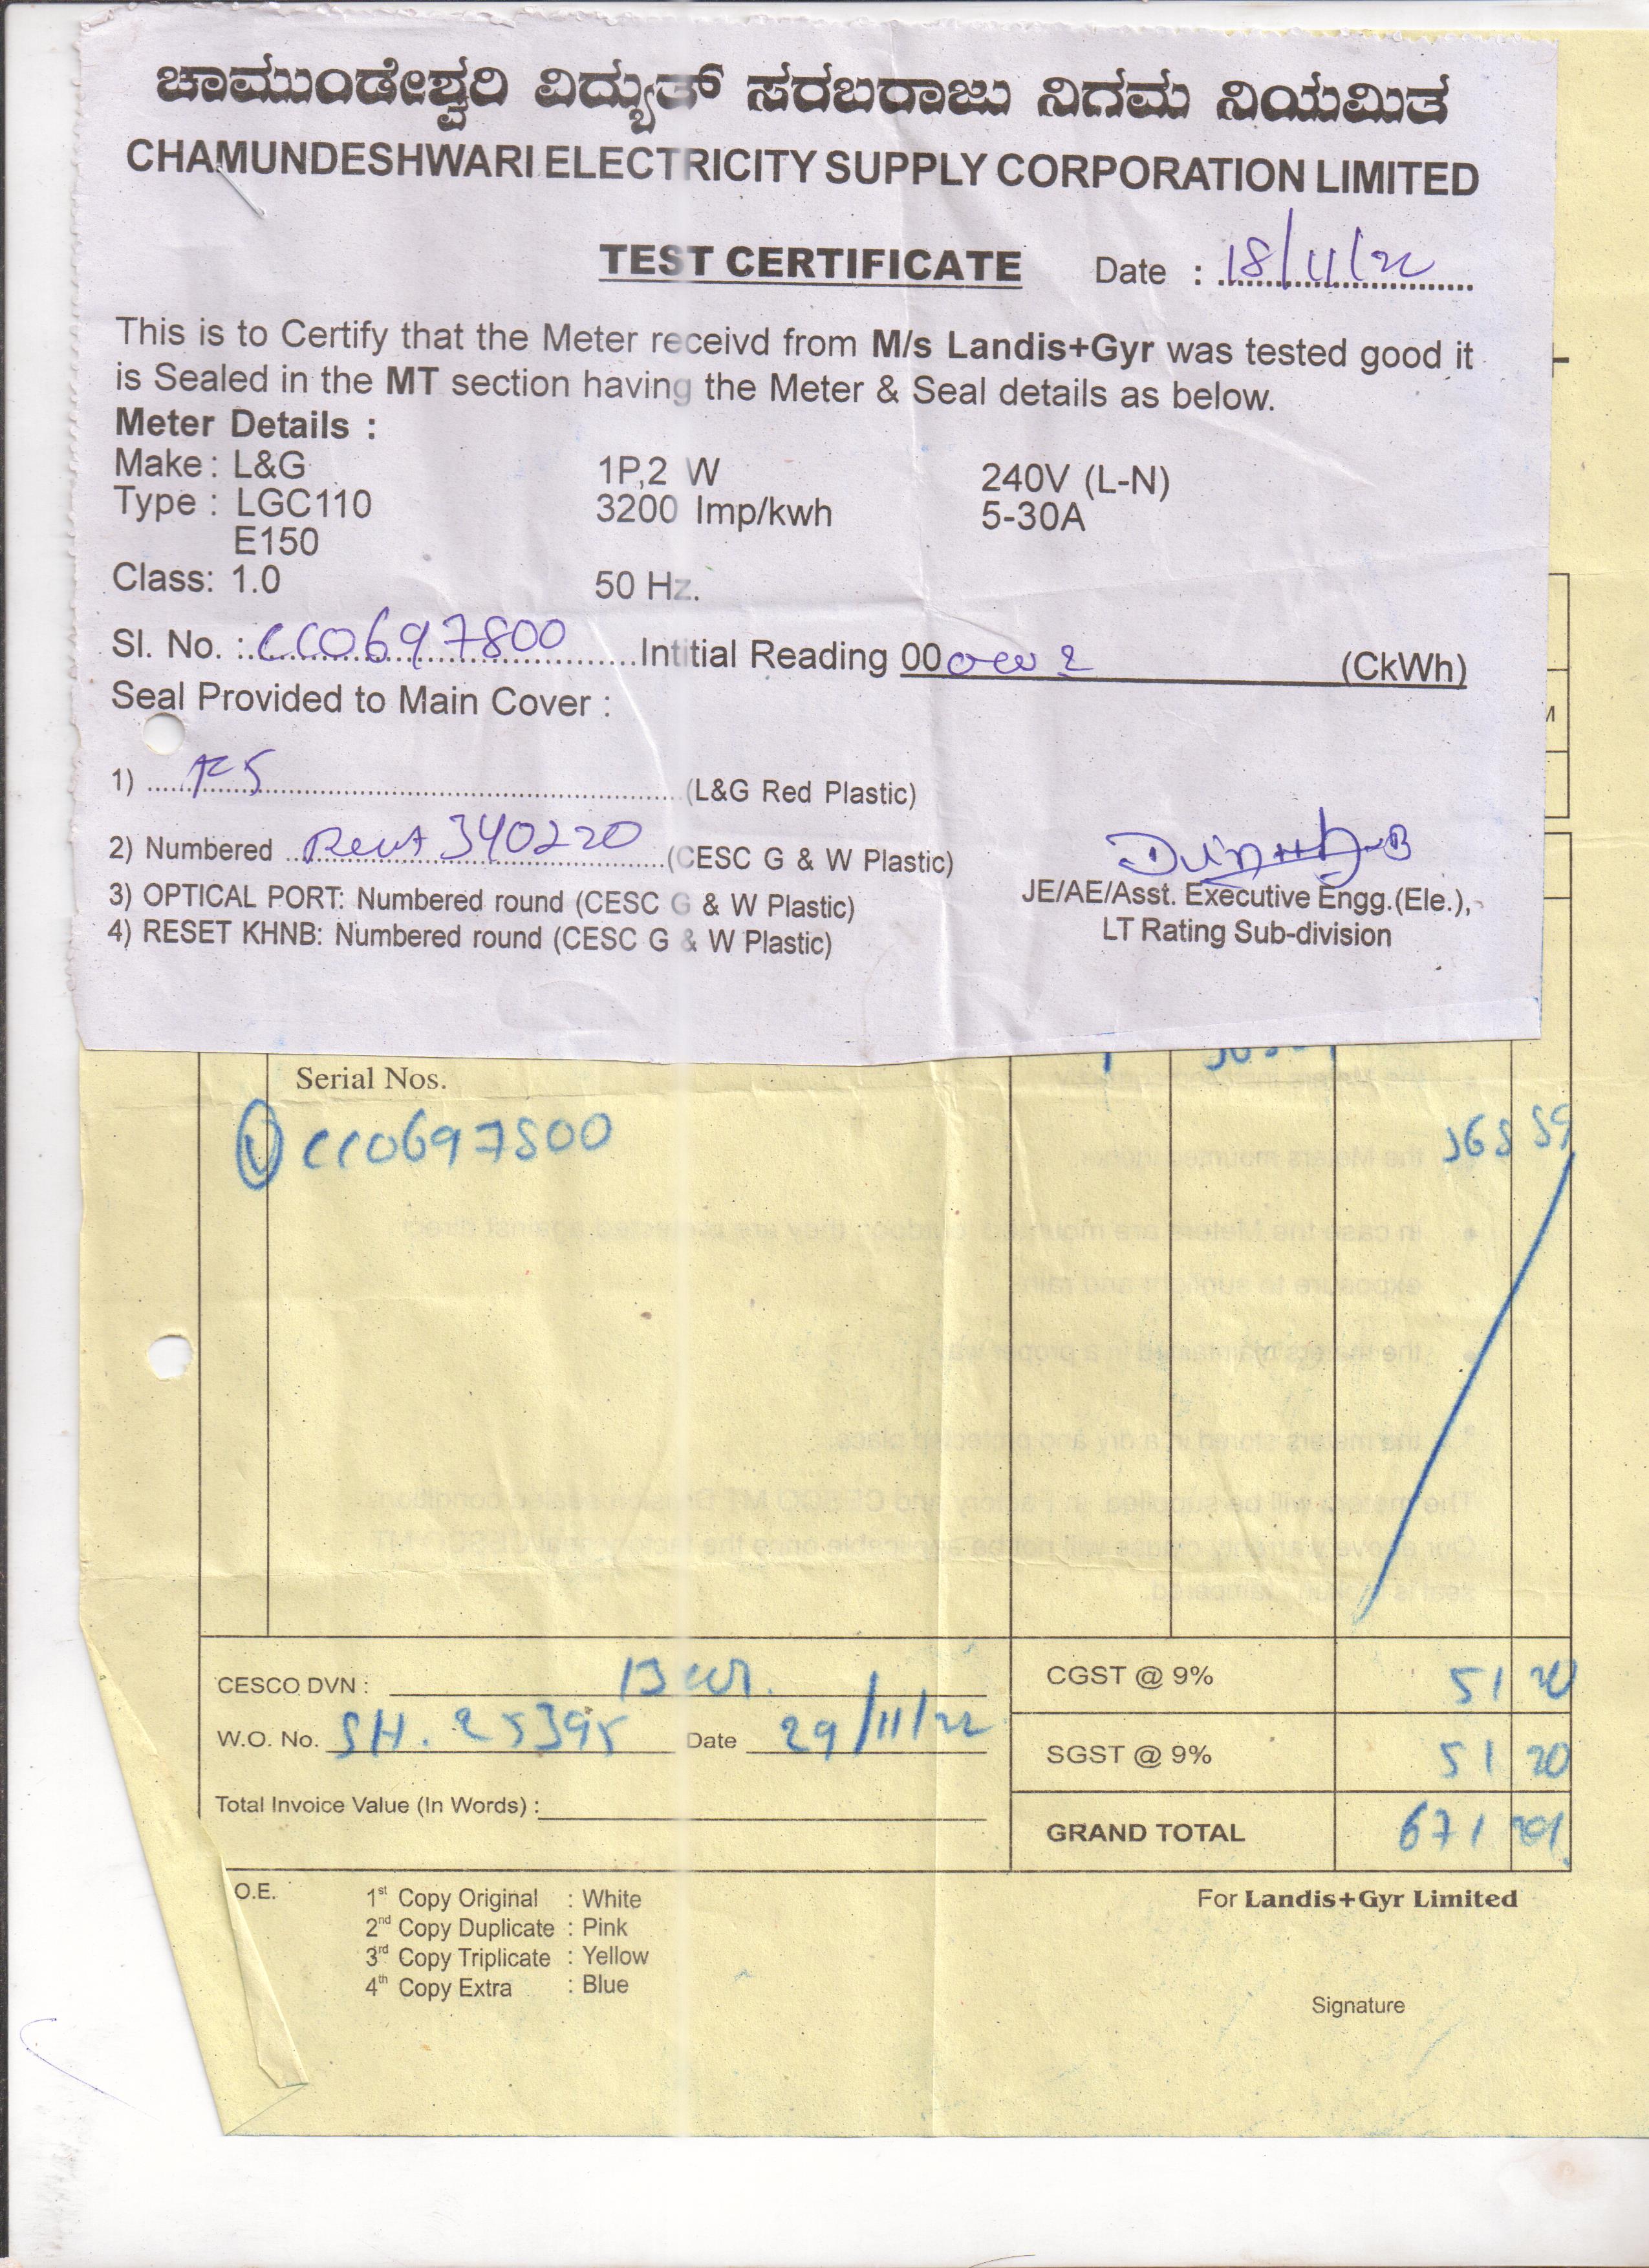 ಚಾಮುಂಡೇಶ್ವರಿ ವಿದ್ಯುತ್ ಸರಬರಾಜು ನಿಗಮ ನಿಯಮಿತ
CHAMUNDESHWARI ELECTRICITY SUPPLY CORPORATION LIMITED
TEST CERTIFICATE Date : 18/11/22
This is to Certify that the Meter receivd from M/s Landis+Gyr was tested good it
is Sealed in the MT section having the Meter & Seal details as below.
Meter Details :
Make : L&G 1P,2 W 240V (L-N)
Type : LGC110 3200 Imp/kwh 5-30A
E150
Class: 1.0 50 Hz.
Sl. No. : CC0697800 Intitial Reading 00 0002 (CkWh)
Seal Provided to Main Cover :
1) (L&G Red Plastic)
2) Numbered 340220 (CESC G & W Plastic)
3) OPTICAL PORT: Numbered round (CESC G & W Plastic)
4) RESET KHNB: Numbered round (CESC G & W Plastic)
JE/AE/Asst. Executive Engg.(Ele.),
LT Rating Sub-division
Serial Nos.
1) CC0697800 568 89
CESCO DVN :
W.O. No. SH. 25395 Date 29/11/22
Total Invoice Value (In Words) :
CGST @ 9% 51 20
SGST @ 9% 51 20
GRAND TOTAL 671
O.E.
1st Copy Original : White
2nd Copy Duplicate : Pink
3rd Copy Triplicate : Yellow
4th Copy Extra : Blue
For Landis+Gyr Limited
Signature